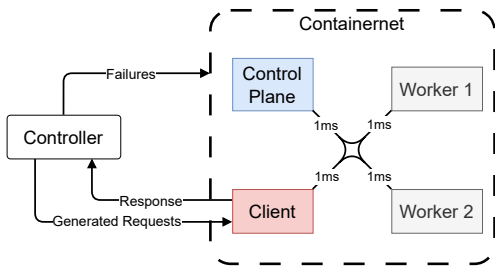 Containernet
Failures
Control
Plane
Worker 1
1ms
1ms
Controller
1ms
1ms
Response
Generated Requests
Client
Worker 2